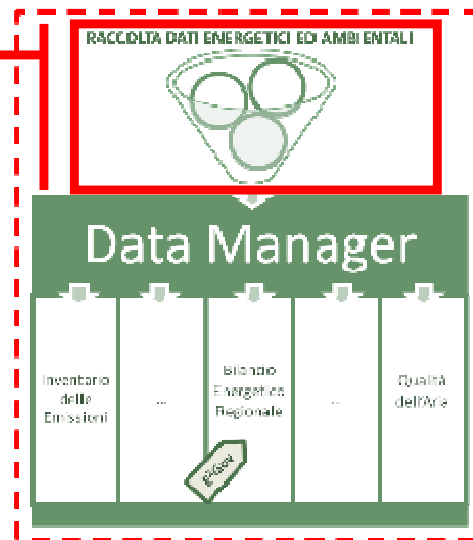 RACCOLTA DATI ENERGETICI ED AMBIENTALI
Data Manager
Inventario
delle
Emissioni
...
Bilancio
Energetico
Regionale
...
Qualità
dell'Aria